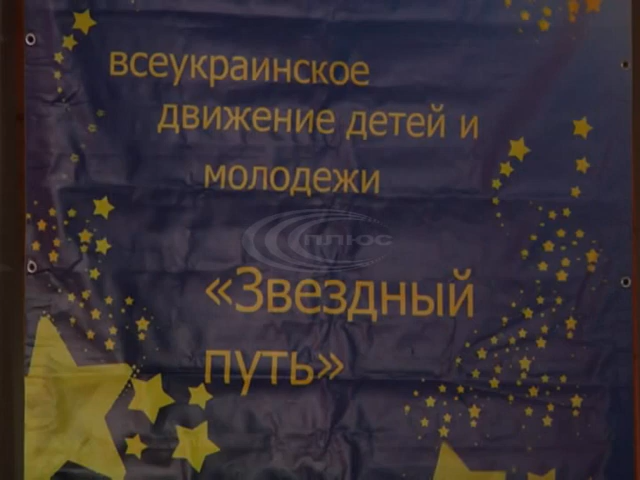 всеукраинское
движение детей и
молодежи
плюс
«Звездный
путь»